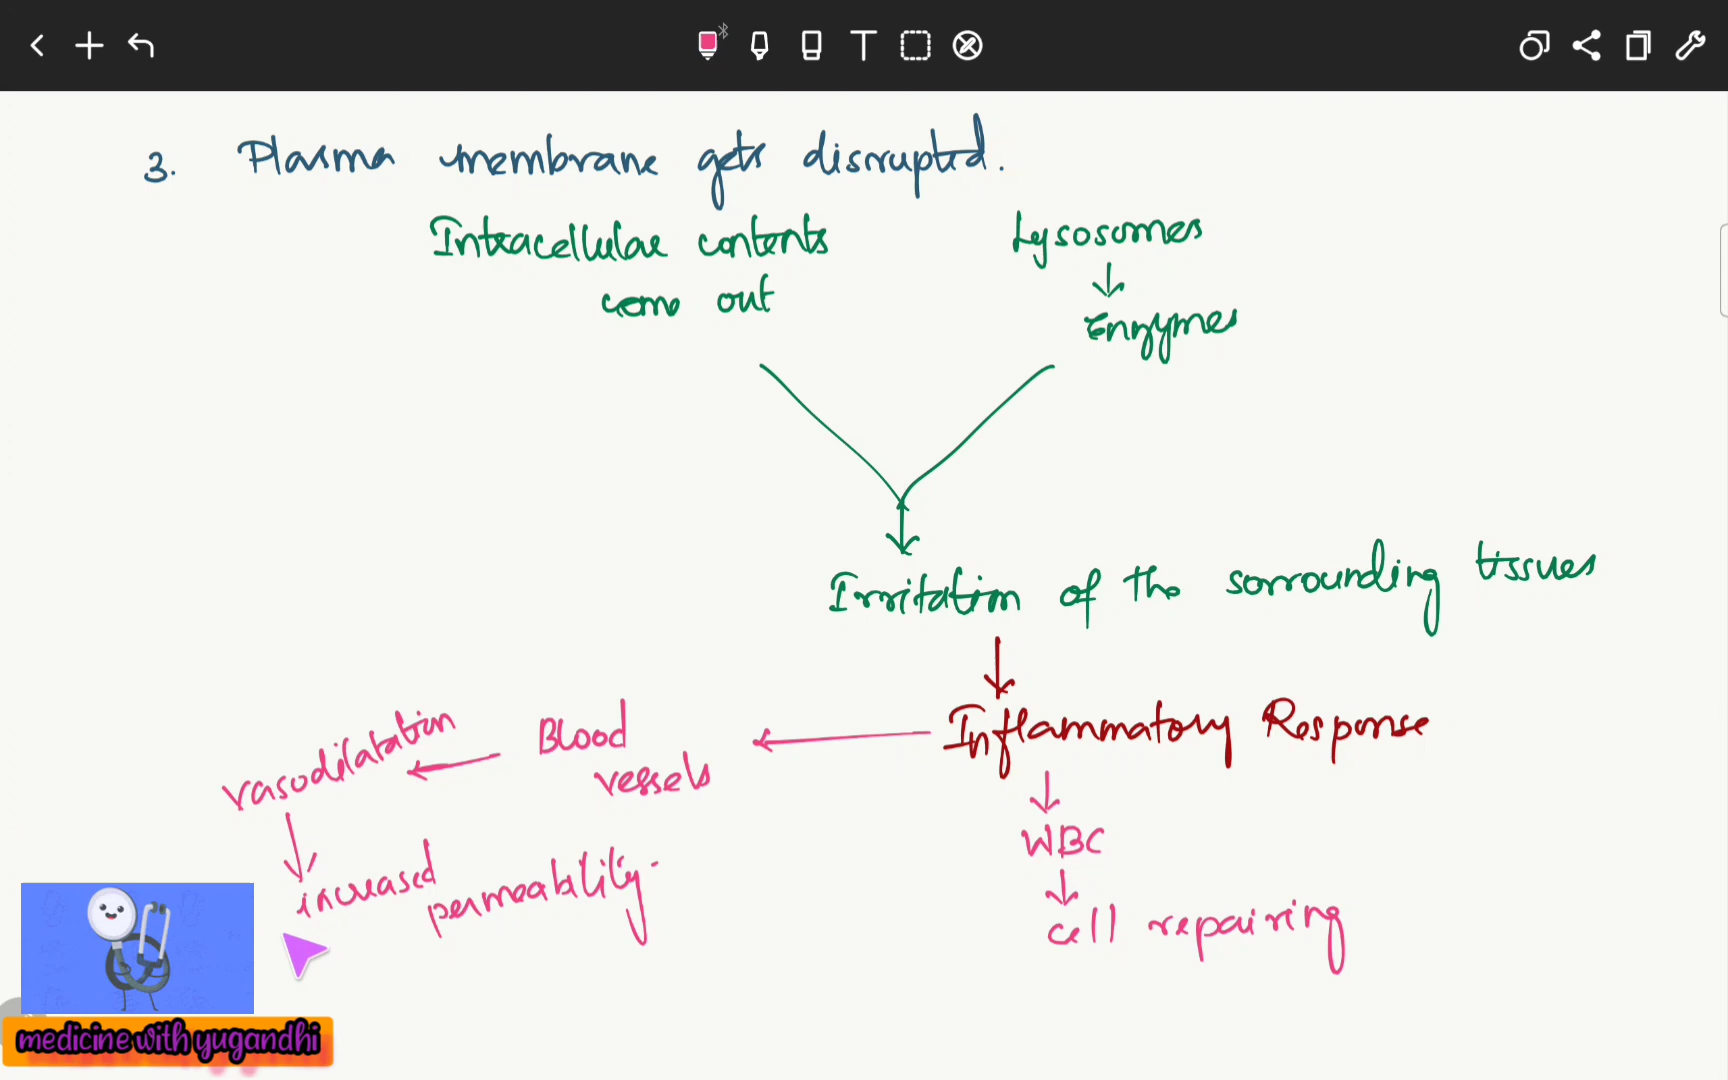 3. Plasma membrane gets disrupted.
Intracellular contents
come out
Lysosomes
Enzymes
Irritation of the sorrounding tissues
Inflammatory Response
Blood
vessels
vasodilatation
increased
permeability.
WBC
cell repairing
medicine with yugandhi